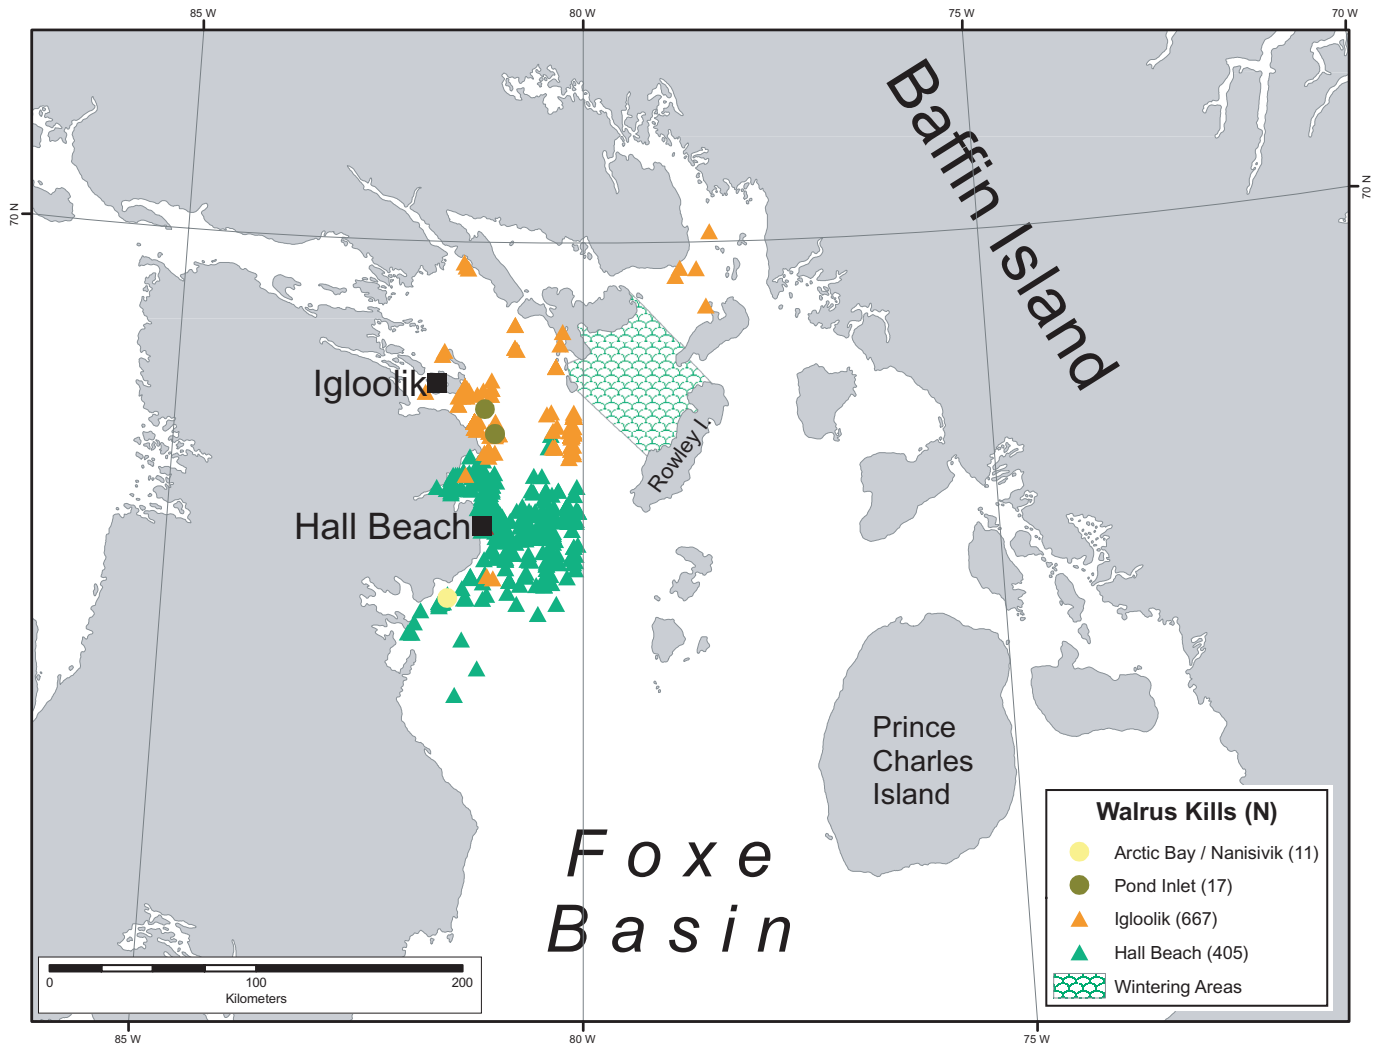 85 W
80 W
75 W
70 W
70 N
70 N
Baffin Island
Igloolik
Rowley I.
Hall Beach
Prince
Charles
Island
Foxe
Basin
Walrus Kills (N)
Arctic Bay / Nanisivik (11)
Pond Inlet (17)
Igloolik (667)
Hall Beach (405)
Wintering Areas
0 100 200
Kilometers
85 W
80 W
75 W